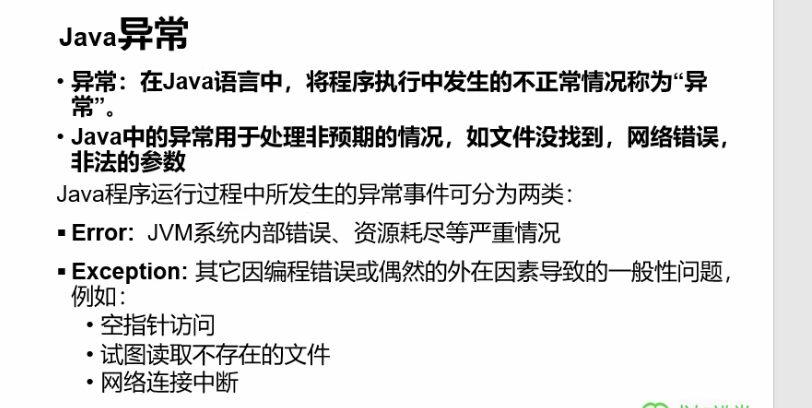 Java异常
• 异常：在Java语言中，将程序执行中发生的不正常情况称为“异
常”。
• Java中的异常用于处理非预期的情况，如文件没找到，网络错误，
非法的参数
Java程序运行过程中所发生的异常事件可分为两类：
▪ Error: JVM系统内部错误、资源耗尽等严重情况
▪ Exception: 其它因编程错误或偶然的外在因素导致的一般性问题，
例如：
• 空指针访问
• 试图读取不存在的文件
• 网络连接中断